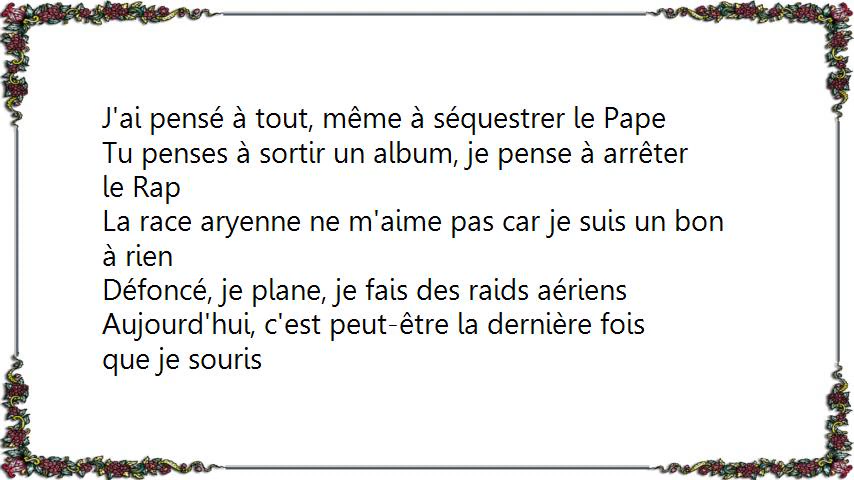 J'ai pensé à tout, même à séquestrer le Pape
Tu penses à sortir un album, je pense à arrêter
le Rap
La race aryenne ne m'aime pas car je suis un bon
à rien
Défoncé, je plane, je fais des raids aériens
Aujourd'hui, c'est peut-être la dernière fois
que je souris